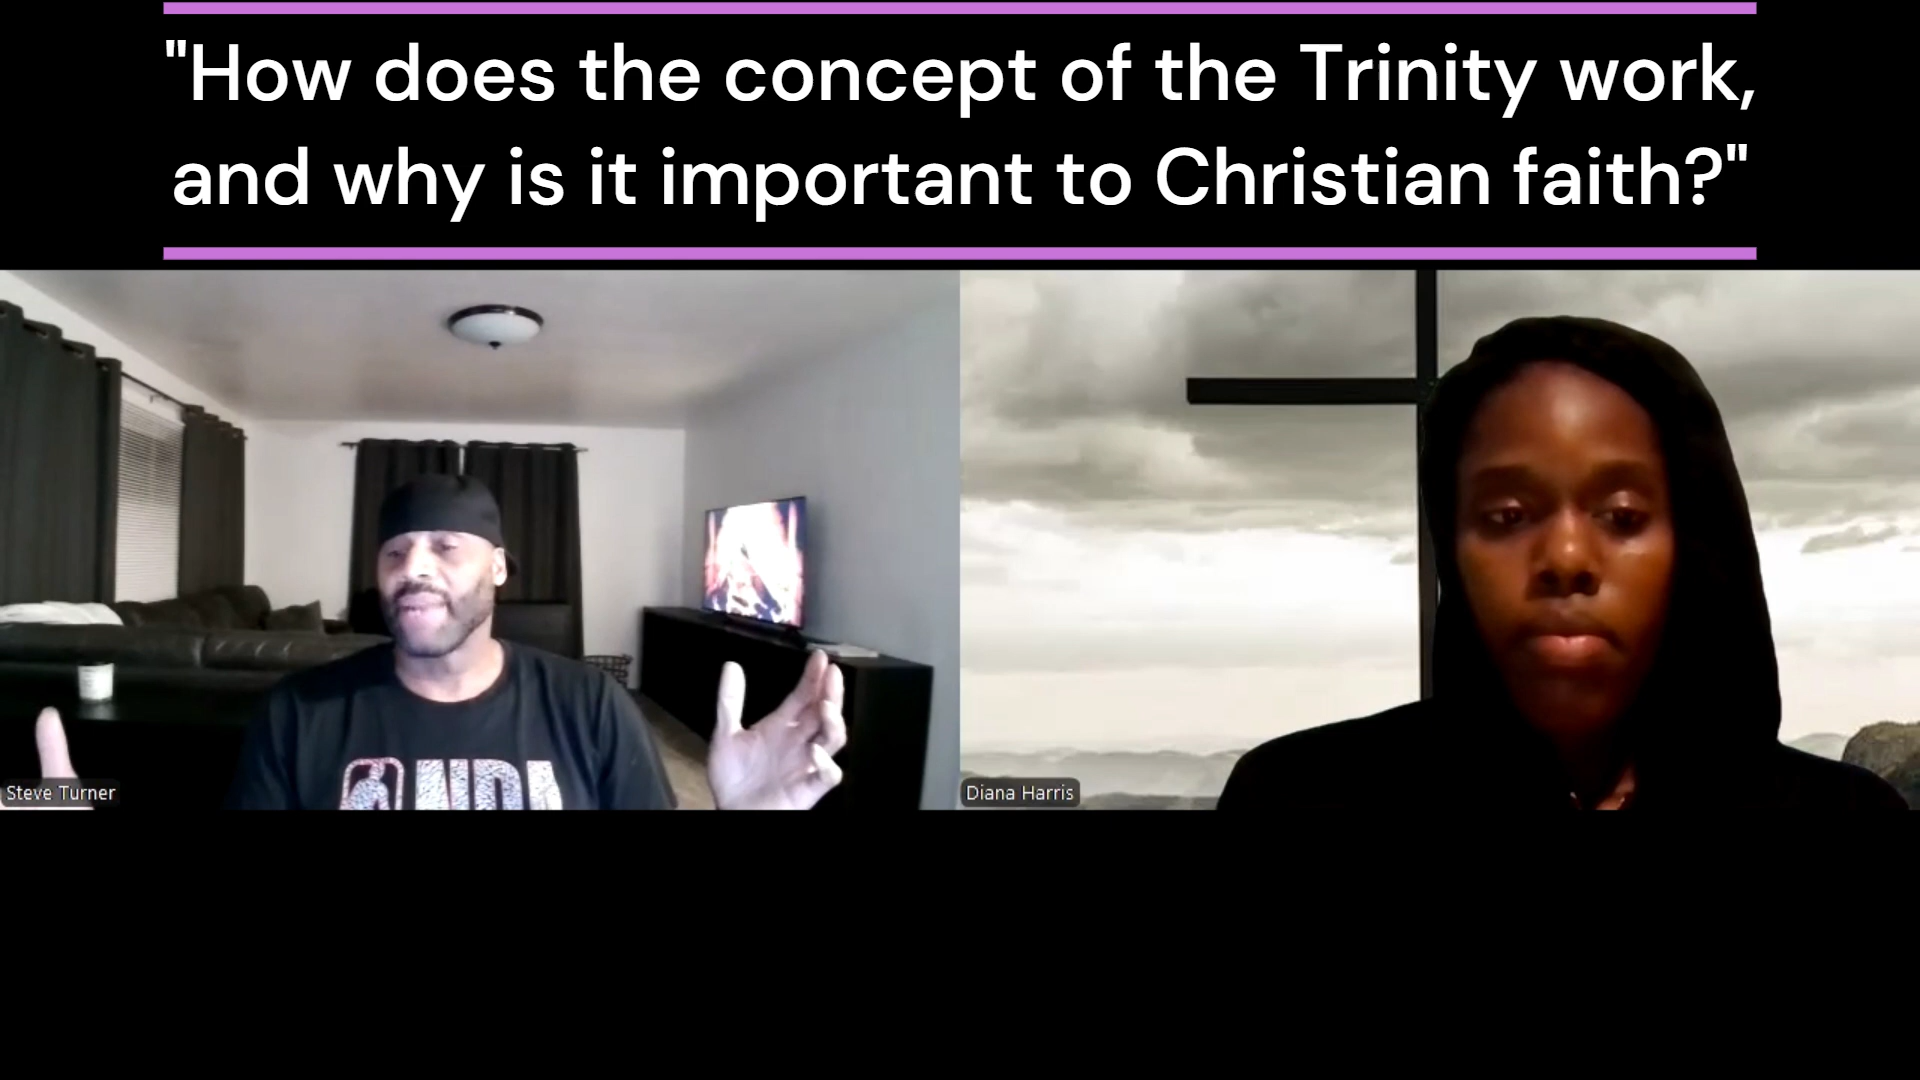 "How does the concept of the Trinity work,
and why is it important to Christian faith?"
NBA
Steve Turner
Diana Harris